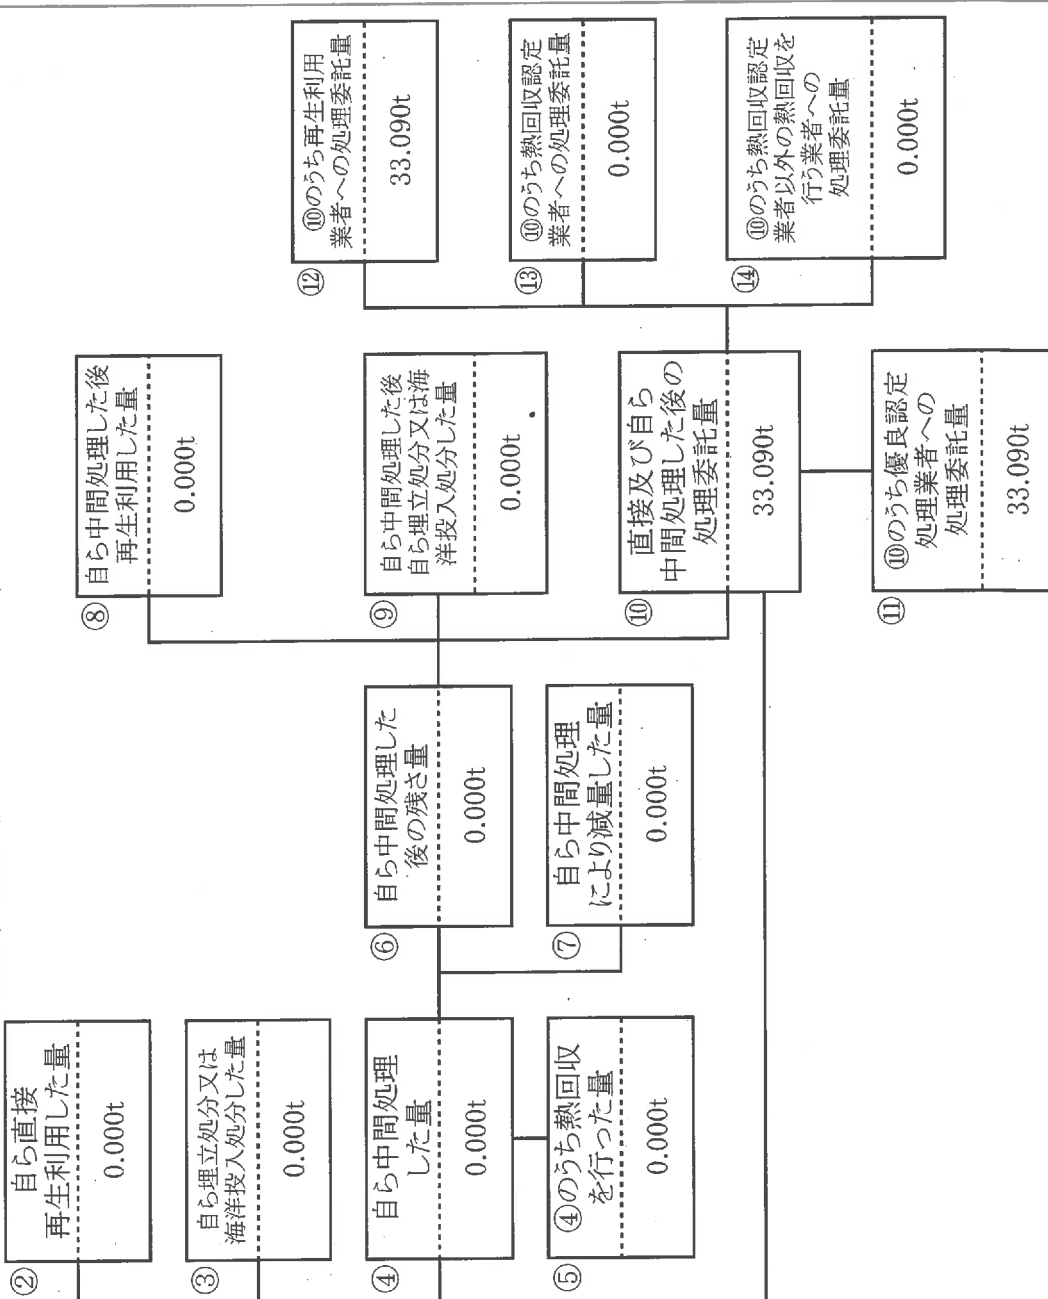 ②
自ら直接
再生利用した量
0.000t
③
自ら埋立処分又は
海洋投入処分した量
0.000t
④
自ら中間処理
した量
0.000t
⑤
④のうち熱回収
を行った量
0.000t
⑥
自ら中間処理した
後の残さ量
0.000t
⑦
自ら中間処理
により減量した量
0.000t
⑧
自ら中間処理した後
再生利用した量
0.000t
⑨
自ら中間処理した後
自ら埋立処分又は海
洋投入処分した量
0.000t
⑩
直接及び自ら
中間処理した後の
処理委託量
33.090t
⑪
⑩のうち優良認定
処理業者への
処理委託量
33.090t
⑫
⑩のうち再生利用
業者への処理委託量
33.090t
⑬
⑩のうち熱回収認定
業者への処理委託量
0.000t
⑭
⑩のうち熱回収認定
業者以外の熱回収を
行う業者への
処理委託量
0.000t